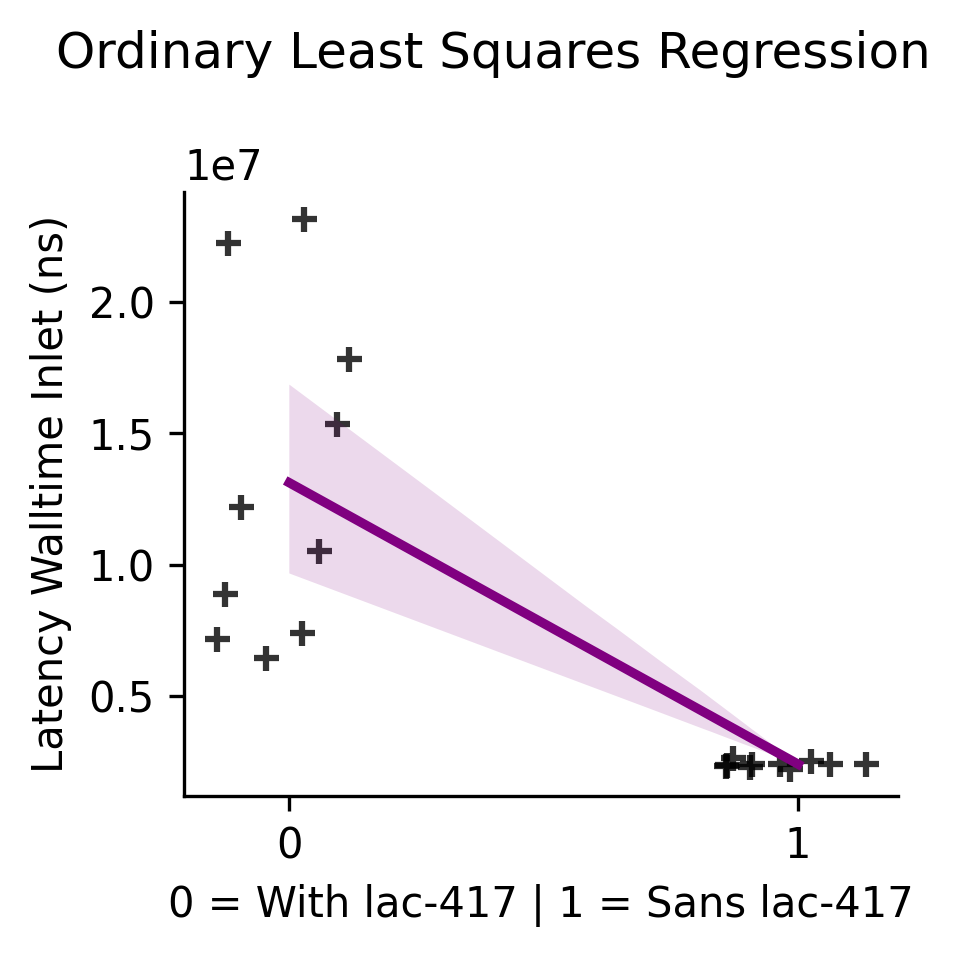 Ordinary Least Squares Regression
1e7
Latency Walltime Inlet (ns)
2.0
1.5
1.0
0.5
0 1
0 = With lac-417 | 1 = Sans lac-417